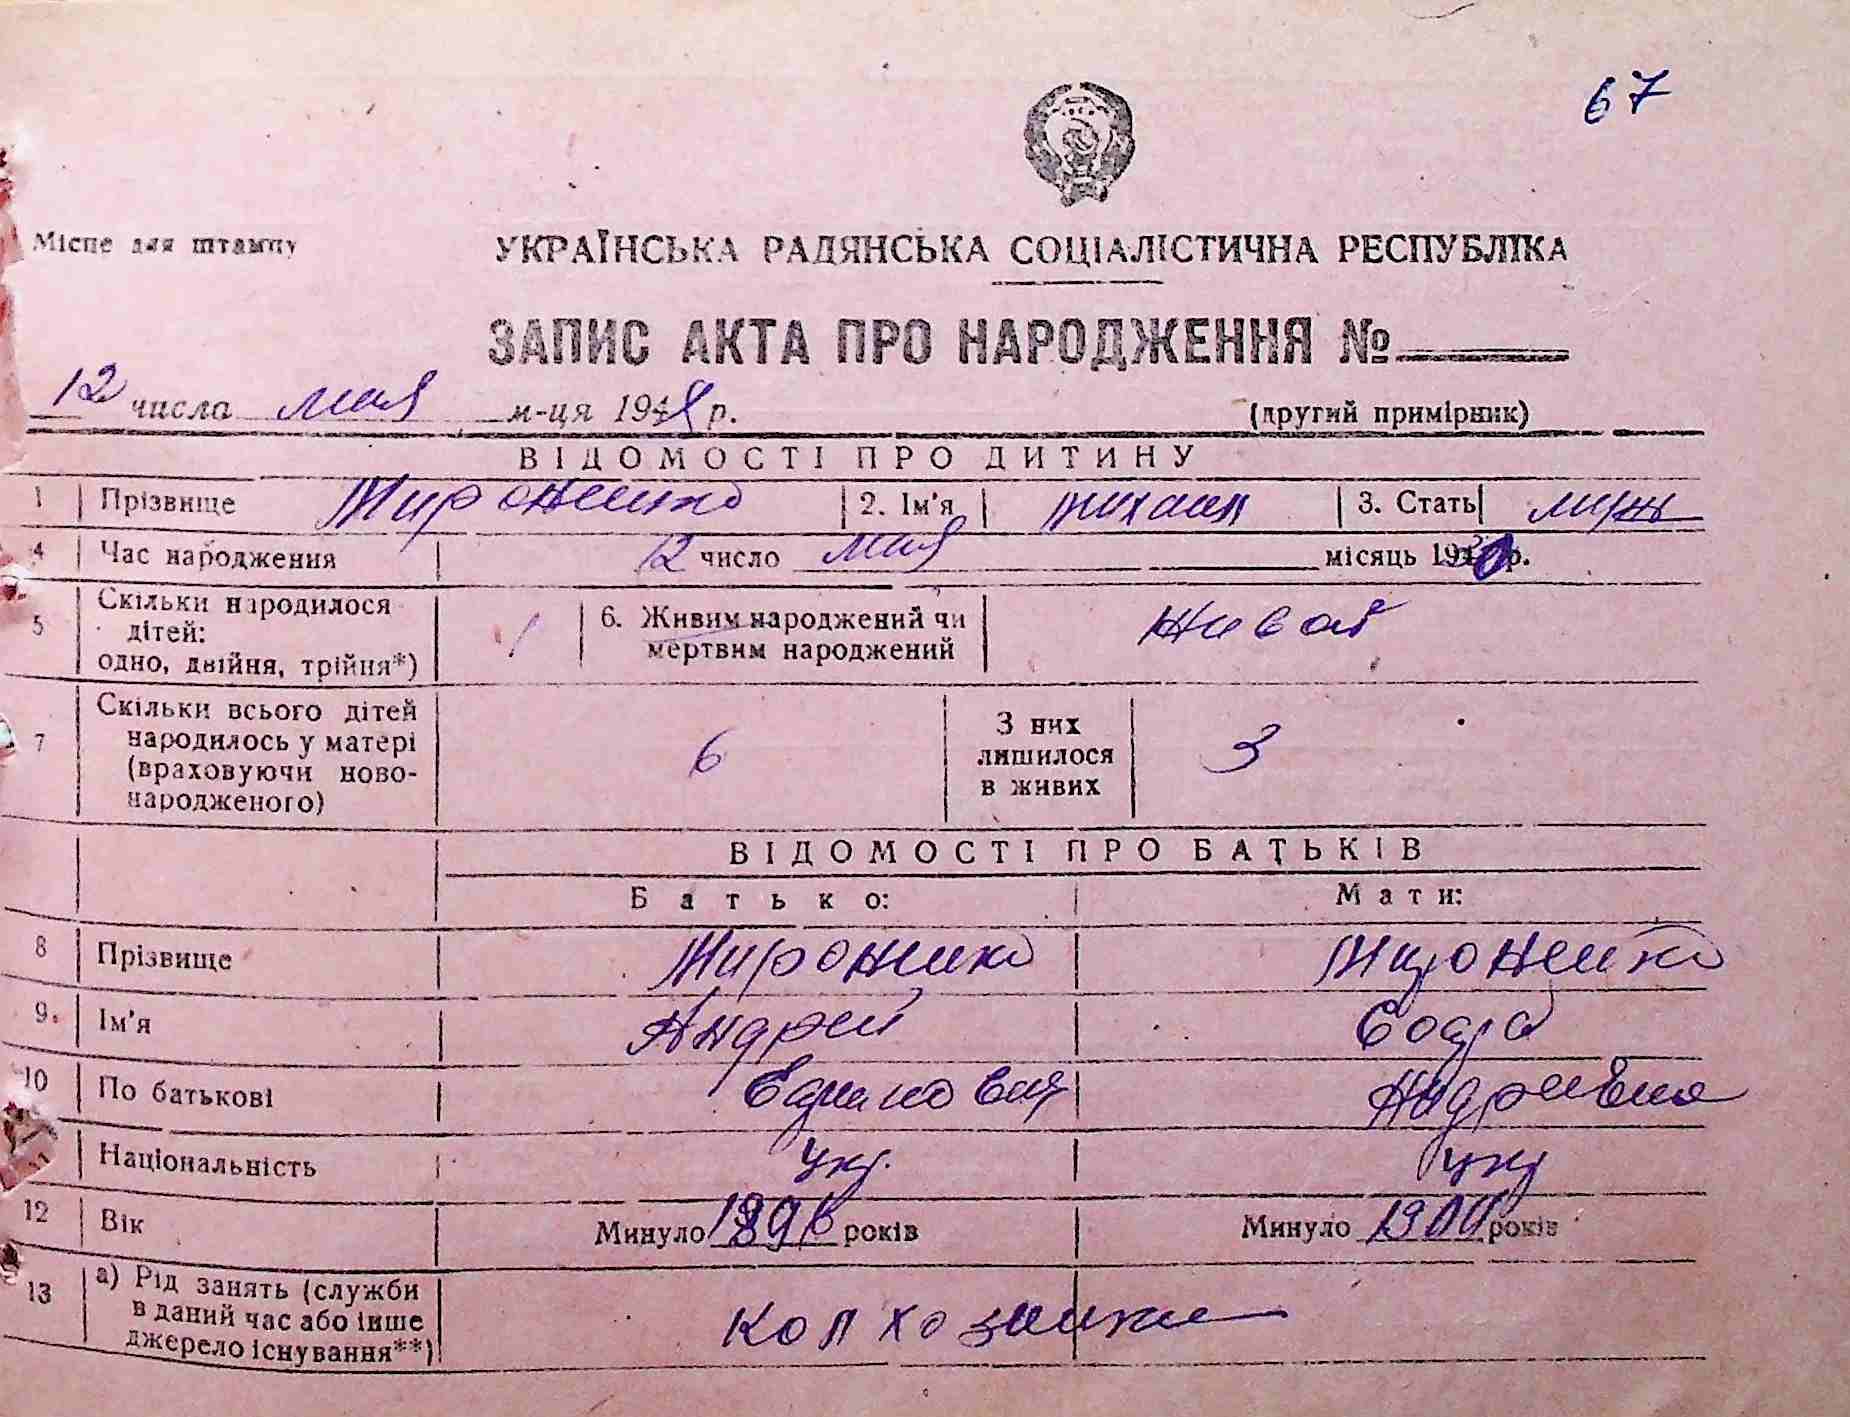 67
Місце для штампу
УКРАЇНСЬКА РАДЯНСЬКА СОЦІАЛІСТИЧНА РЕСПУБЛІКА
ЗАПИС АКТА ПРО НАРОДЖЕННЯ №
12 числа мая м-ця 194 р.
(другий примірник)
ВІДОМОСТІ ПРО ДИТИНУ
1 Прізвище Мироненко 2. Ім'я Михаил 3. Стать муж
4 Час народження 12 число мая місяць 19 р.
5 Скільки народилося дітей: одно, двійня, трійня*) 1 6. Живим народжений чи мертвим народжений живой
7 Скільки всього дітей народилось у матері (враховуючи новонародженого) 6 З них лишилося в живих 3
ВІДОМОСТІ ПРО БАТЬКІВ
Батько: Мати:
8 Прізвище Мироненко Мироненко
9. Ім'я Андрей
10 По батькові Андреевна
11 Національність укр. укр
12 Вік Минуло років Минуло 1900 років
13 а) Рід занять (служби в даний час або інше джерело існування**) колхозники